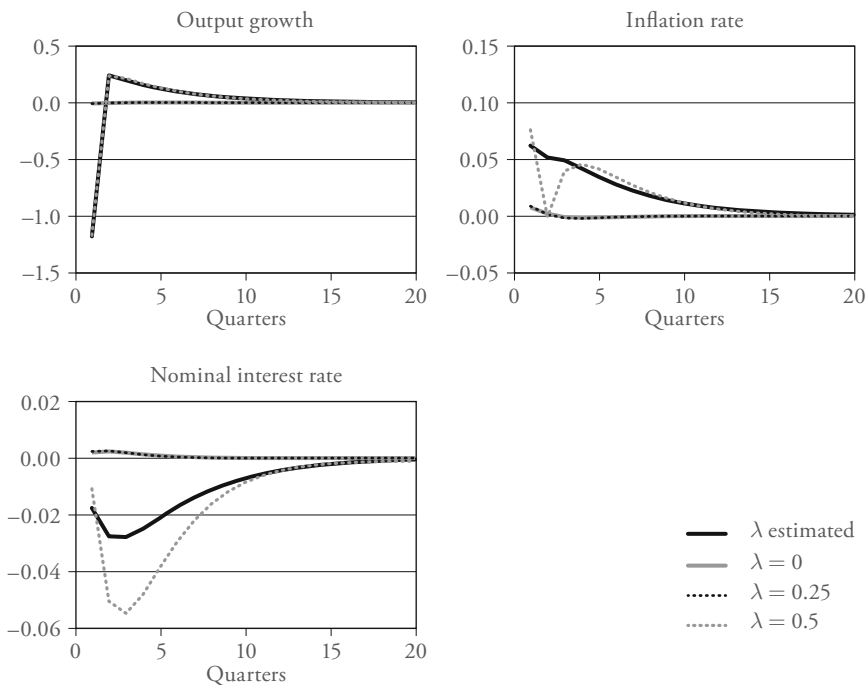 Output growth
0.5
0.0
−0.5
−1.0
−1.5
0 5 10 15 20
Quarters
Inflation rate
0.15
0.10
0.05
0.00
−0.05
0 5 10 15 20
Quarters
Nominal interest rate
0.02
0.00
−0.02
−0.04
−0.06
0 5 10 15 20
Quarters
λ estimated
λ = 0
λ = 0.25
λ = 0.5